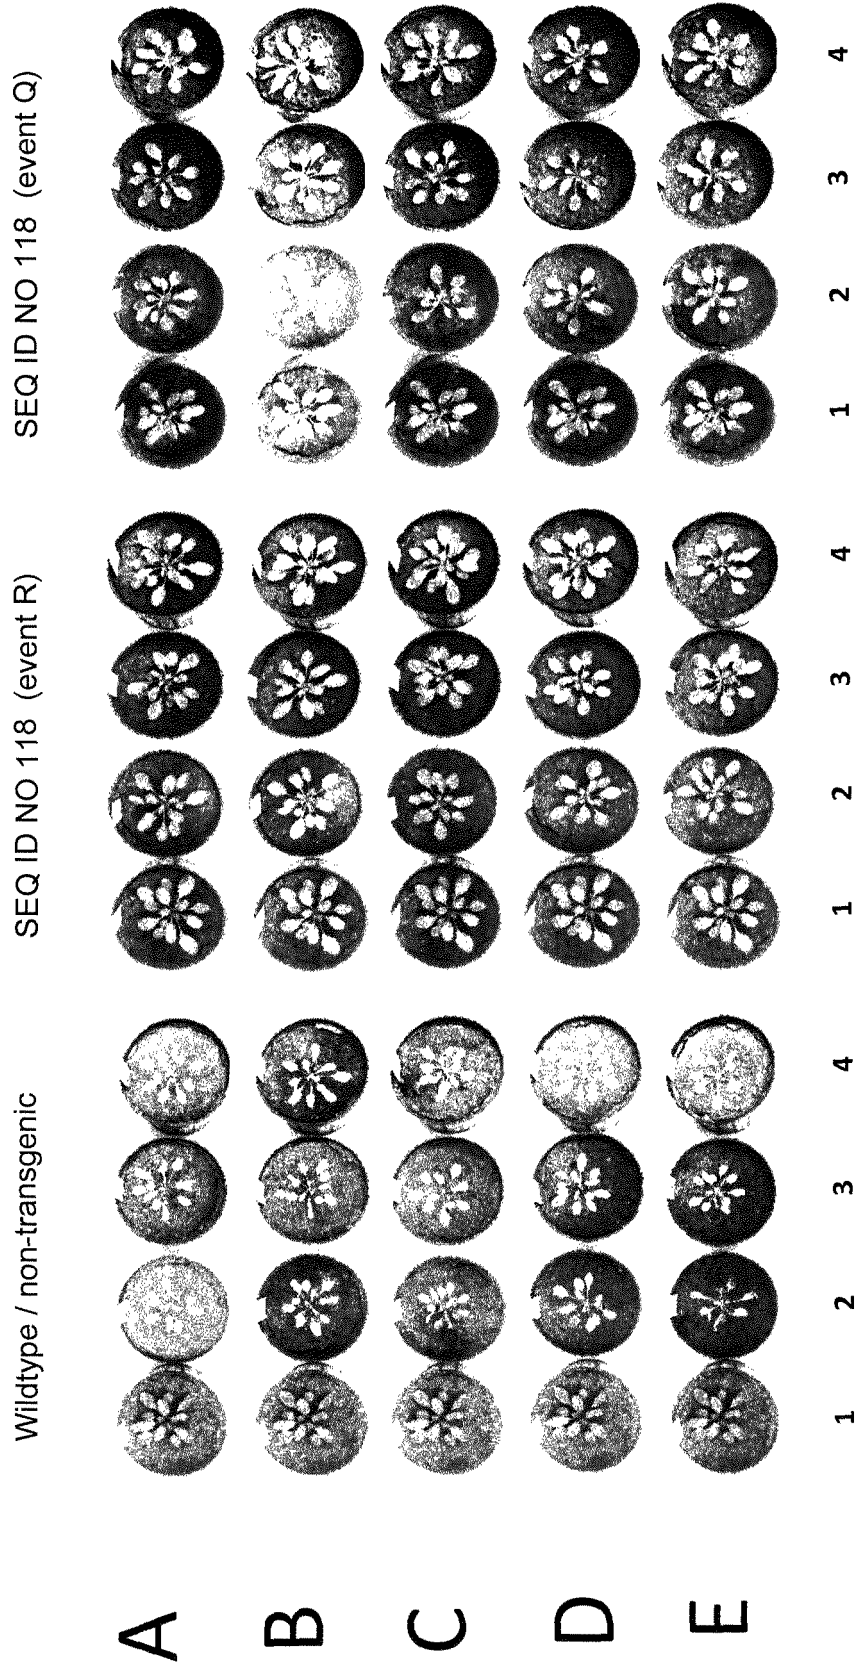 Wildtype / non-transgenic
SEQ ID NO 118 (event R)
SEQ ID NO 118 (event Q)
A
B
C
D
E
1 2 3 4 1 2 3 4 1 2 3 4